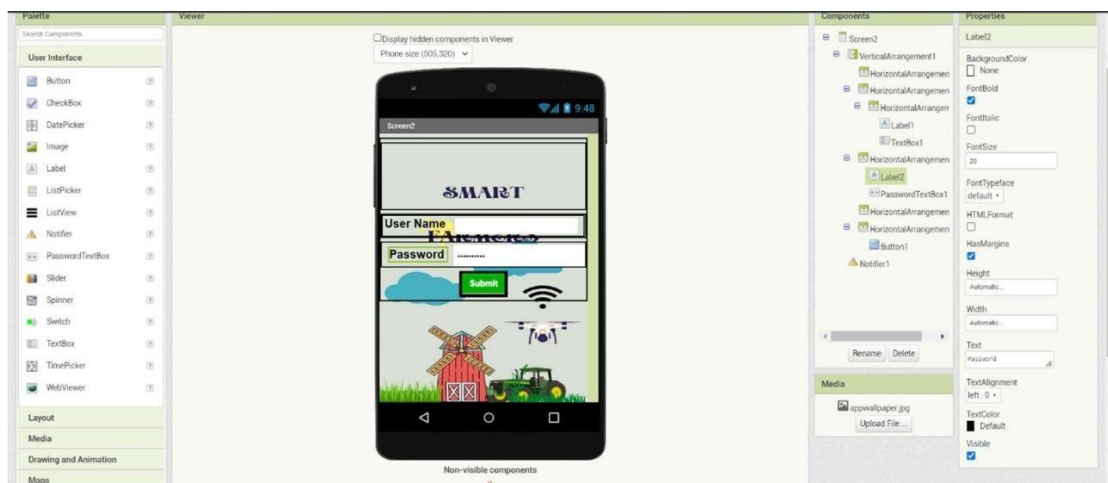 Palette
Search Components...
User Interface
Button
CheckBox
DatePicker
Image
Label
ListPicker
ListView
Notifier
PasswordTextBox
Slider
Spinner
Switch
TextBox
TimePicker
WebViewer
Layout
Media
Drawing and Animation
Maps
Viewer
Display hidden components in Viewer
Phone size (505,320)
9:48
Screen2
SMART
User Name
FARMERS
Password ..........
Submit
Non-visible components
Components
Screen2
VerticalArrangement1
HorizontalArrangemen
HorizontalArrangemen
HorizontalArrangen
Label1
TextBox1
HorizontalArrangemen
Label2
PasswordTextBox1
HorizontalArrangemen
HorizontalArrangemen
Button1
Notifier1
Rename Delete
Media
appwallpaper.jpg
Upload File ...
Properties
Label2
BackgroundColor
None
FontBold
FontItalic
FontSize
20
FontTypeface
default
HTMLFormat
HasMargins
Height
Automatic...
Width
Automatic...
Text
Password
TextAlignment
left : 0
TextColor
Default
Visible